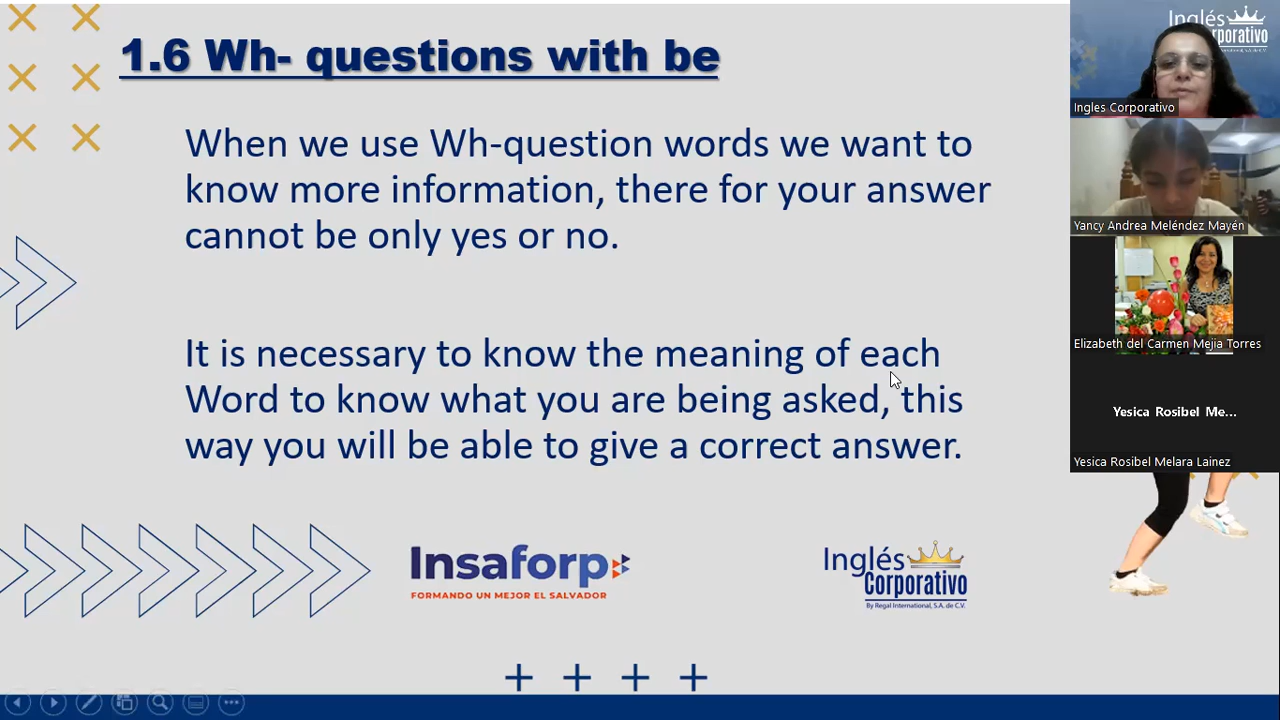 1.6 Wh- questions with be
When we use Wh-question words we want to
know more information, there for your answer
cannot be only yes or no.
It is necessary to know the meaning of each
Word to know what you are being asked, this
way you will be able to give a correct answer.
Insaforp
FORMANDO UN MEJOR EL SALVADOR
Inglés
Corporativo
By Regal International, S.A. de C.V.
Inglés
Corporativo
Ingles Corporativo
Yancy Andrea Meléndez Mayén
Elizabeth del Carmen Mejia Torres
Yesica Rosibel Me...
Yesica Rosibel Melara Lainez